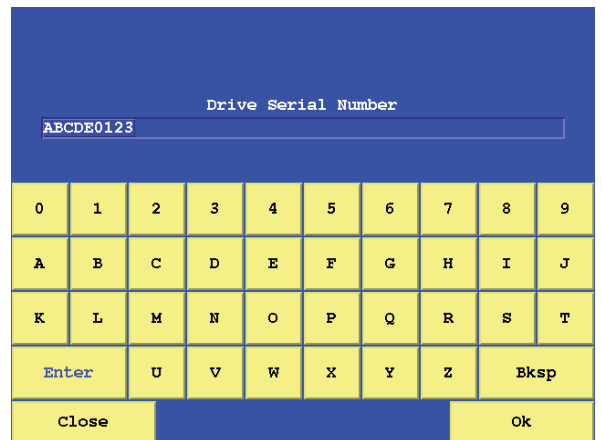 Drive Serial Number
ABCDE0123
0 1 2 3 4 5 6 7 8 9
A B C D E F G H I J
K L M N O P Q R S T
Enter U V W X Y Z Bksp
Close Ok